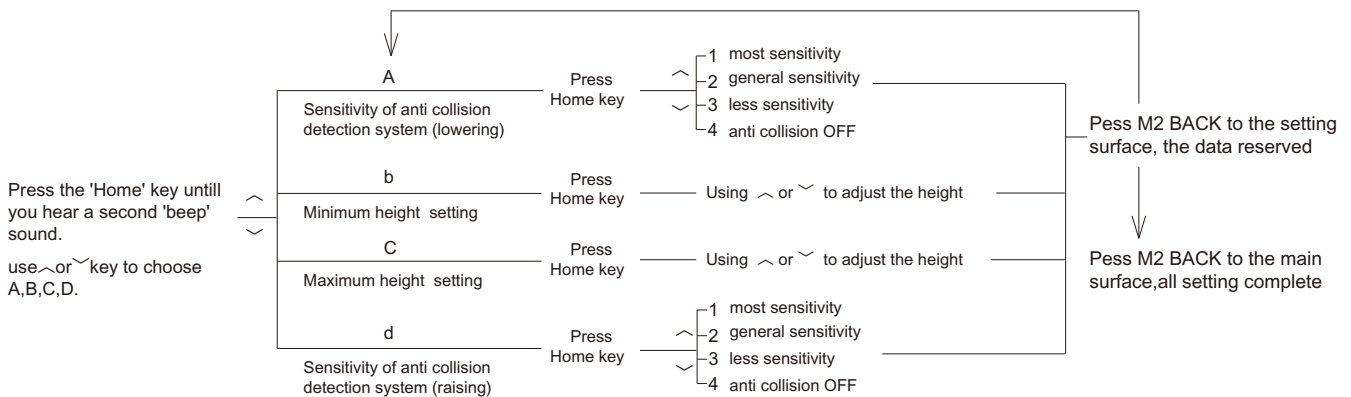 Press the 'Home' key untill
you hear a second 'beep'
sound.
use︿or﹀key to choose
A,B,C,D.
A
Sensitivity of anti collision
detection system (lowering)
Press
Home key
1 most sensitivity
2 general sensitivity
3 less sensitivity
4 anti collision OFF
b
Minimum height setting
Press
Home key
Using ︿ or ﹀ to adjust the height
C
Maximum height setting
Press
Home key
Using ︿ or ﹀ to adjust the height
d
Sensitivity of anti collision
detection system (raising)
Press
Home key
1 most sensitivity
2 general sensitivity
3 less sensitivity
4 anti collision OFF
Pess M2 BACK to the setting
surface, the data reserved
Pess M2 BACK to the main
surface,all setting complete